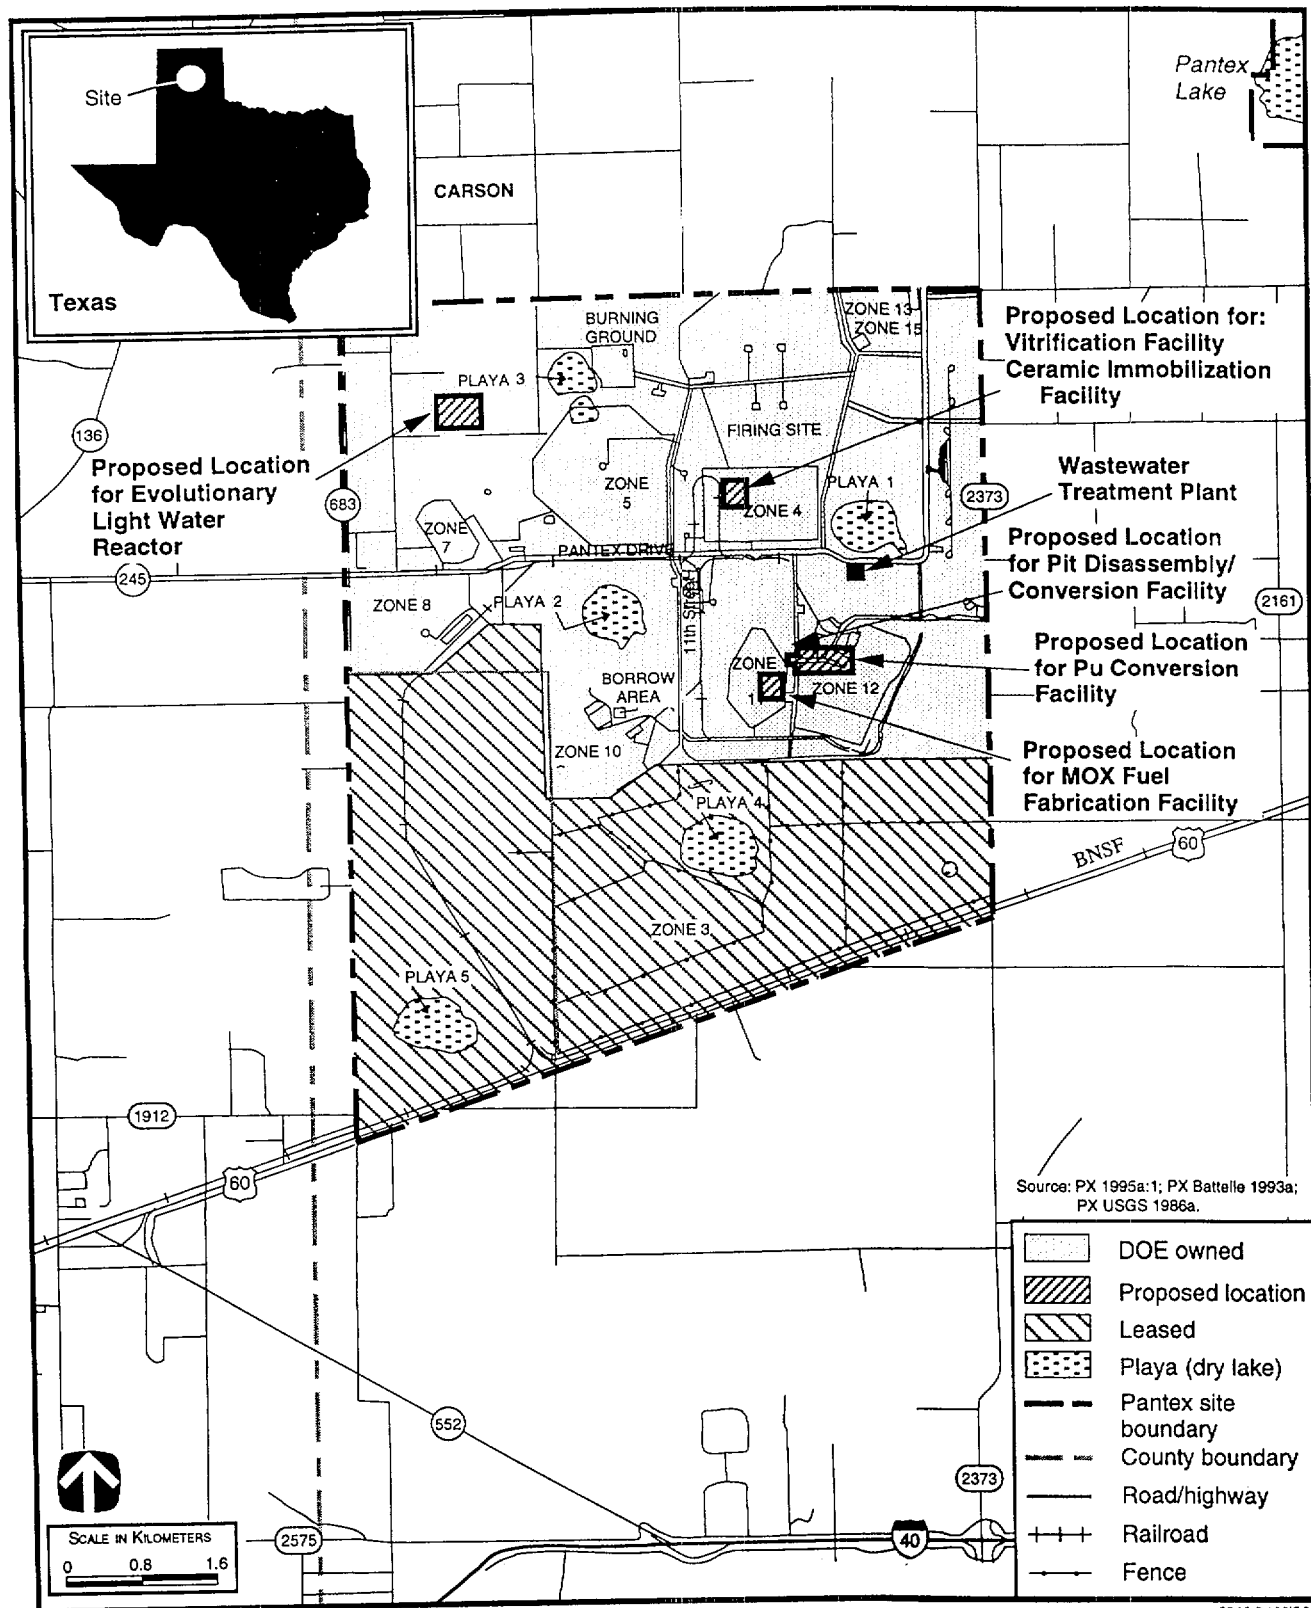 Site
Texas
CARSON
Pantex
Lake
BURNING
GROUND
ZONE 13
ZONE 15
PLAYA 3
136
683
Proposed Location
for Evolutionary
Light Water
Reactor
FIRING SITE
ZONE
5
ZONE
7
ZONE 4
PLAYA 1
2373
Proposed Location for:
Vitrification Facility
Ceramic Immobilization
Facility
Wastewater
Treatment Plant
Proposed Location
for Pit Disassembly/
Conversion Facility
2161
Proposed Location
for Pu Conversion
Facility
Proposed Location
for MOX Fuel
Fabrication Facility
PANTEX DRIVE
245
ZONE 8
PLAYA 2
11th Street
ZONE
1
ZONE 12
BORROW
AREA
ZONE 10
PLAYA 4
BNSF
60
ZONE 3
PLAYA 5
1912
60
552
2373
2575
40
Source: PX 1995a:1; PX Battelle 1993a;
PX USGS 1986a.
DOE owned
Proposed location
Leased
Playa (dry lake)
Pantex site
boundary
County boundary
Road/highway
Railroad
Fence
SCALE IN KILOMETERS
0 0.8 1.6